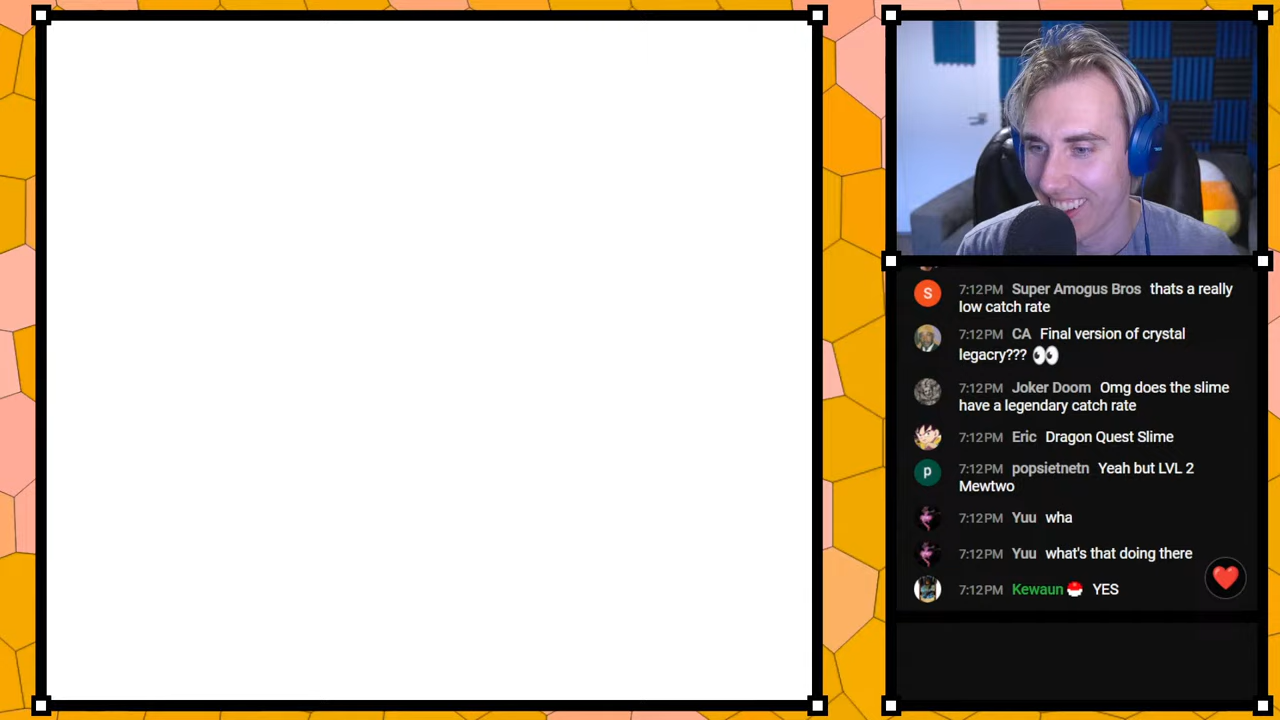 S
7:12PM Super Amogus Bros thats a really
low catch rate
7:12PM CA Final version of crystal
legacry??? 👀
7:12PM Joker Doom Omg does the slime
have a legendary catch rate
7:12PM Eric Dragon Quest Slime
p
7:12PM popsietnetn Yeah but LVL 2
Mewtwo
7:12PM Yuu wha
7:12PM Yuu what's that doing there
7:12PM Kewaun YES